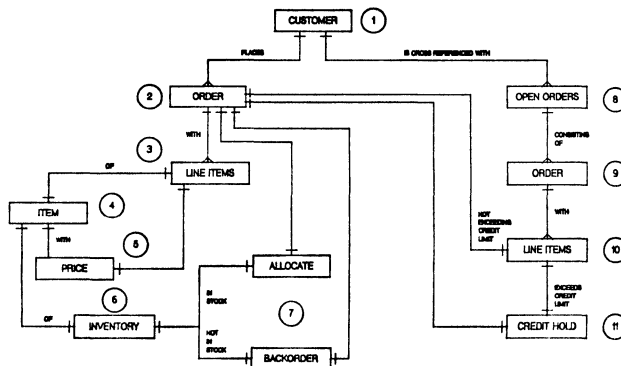 CUSTOMER 1
PLACES
IS CROSS REFERENCED WITH
2 ORDER
OPEN ORDERS 8
WITH
CONSISTING
OF
3
OF
LINE ITEMS
ORDER 9
ITEM 4
WITH
WITH
NOT
EXCEEDING
CREDIT
LIMIT
5
PRICE
ALLOCATE
LINE ITEMS 10
6
IN
STOCK
7
EXCEEDS
CREDIT
LIMIT
OF
INVENTORY
NOT
IN
STOCK
CREDIT HOLD 11
BACKORDER